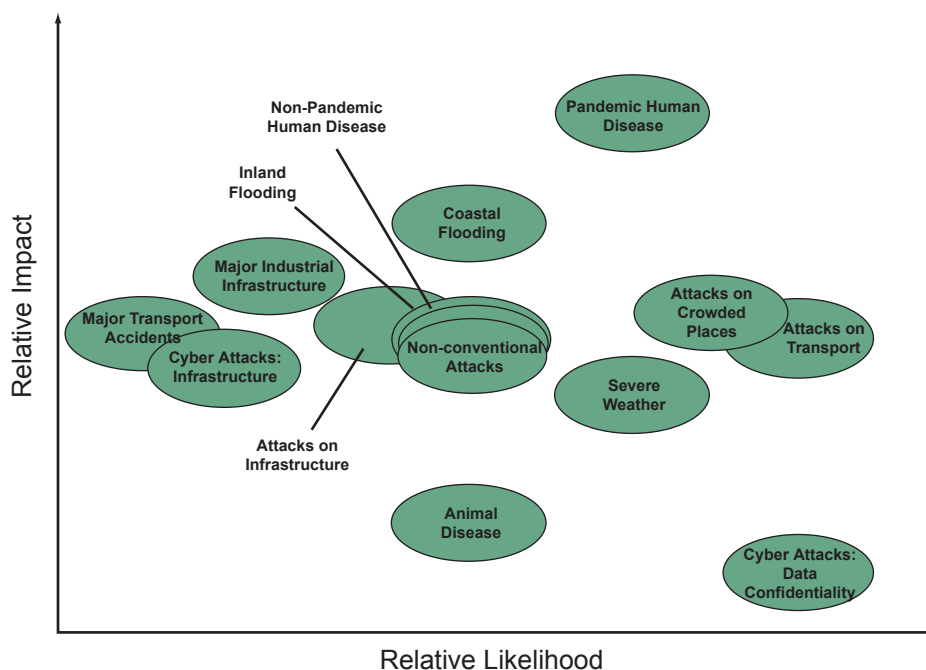 Relative Impact
Non-Pandemic
Human Disease
Pandemic Human
Disease
Inland
Flooding
Coastal
Flooding
Major Industrial
Infrastructure
Attacks on
Crowded
Places
Major Transport
Accidents
Attacks on
Transport
Cyber Attacks:
Infrastructure
Non-conventional
Attacks
Severe
Weather
Attacks on
Infrastructure
Animal
Disease
Cyber Attacks:
Data
Confidentiality
Relative Likelihood